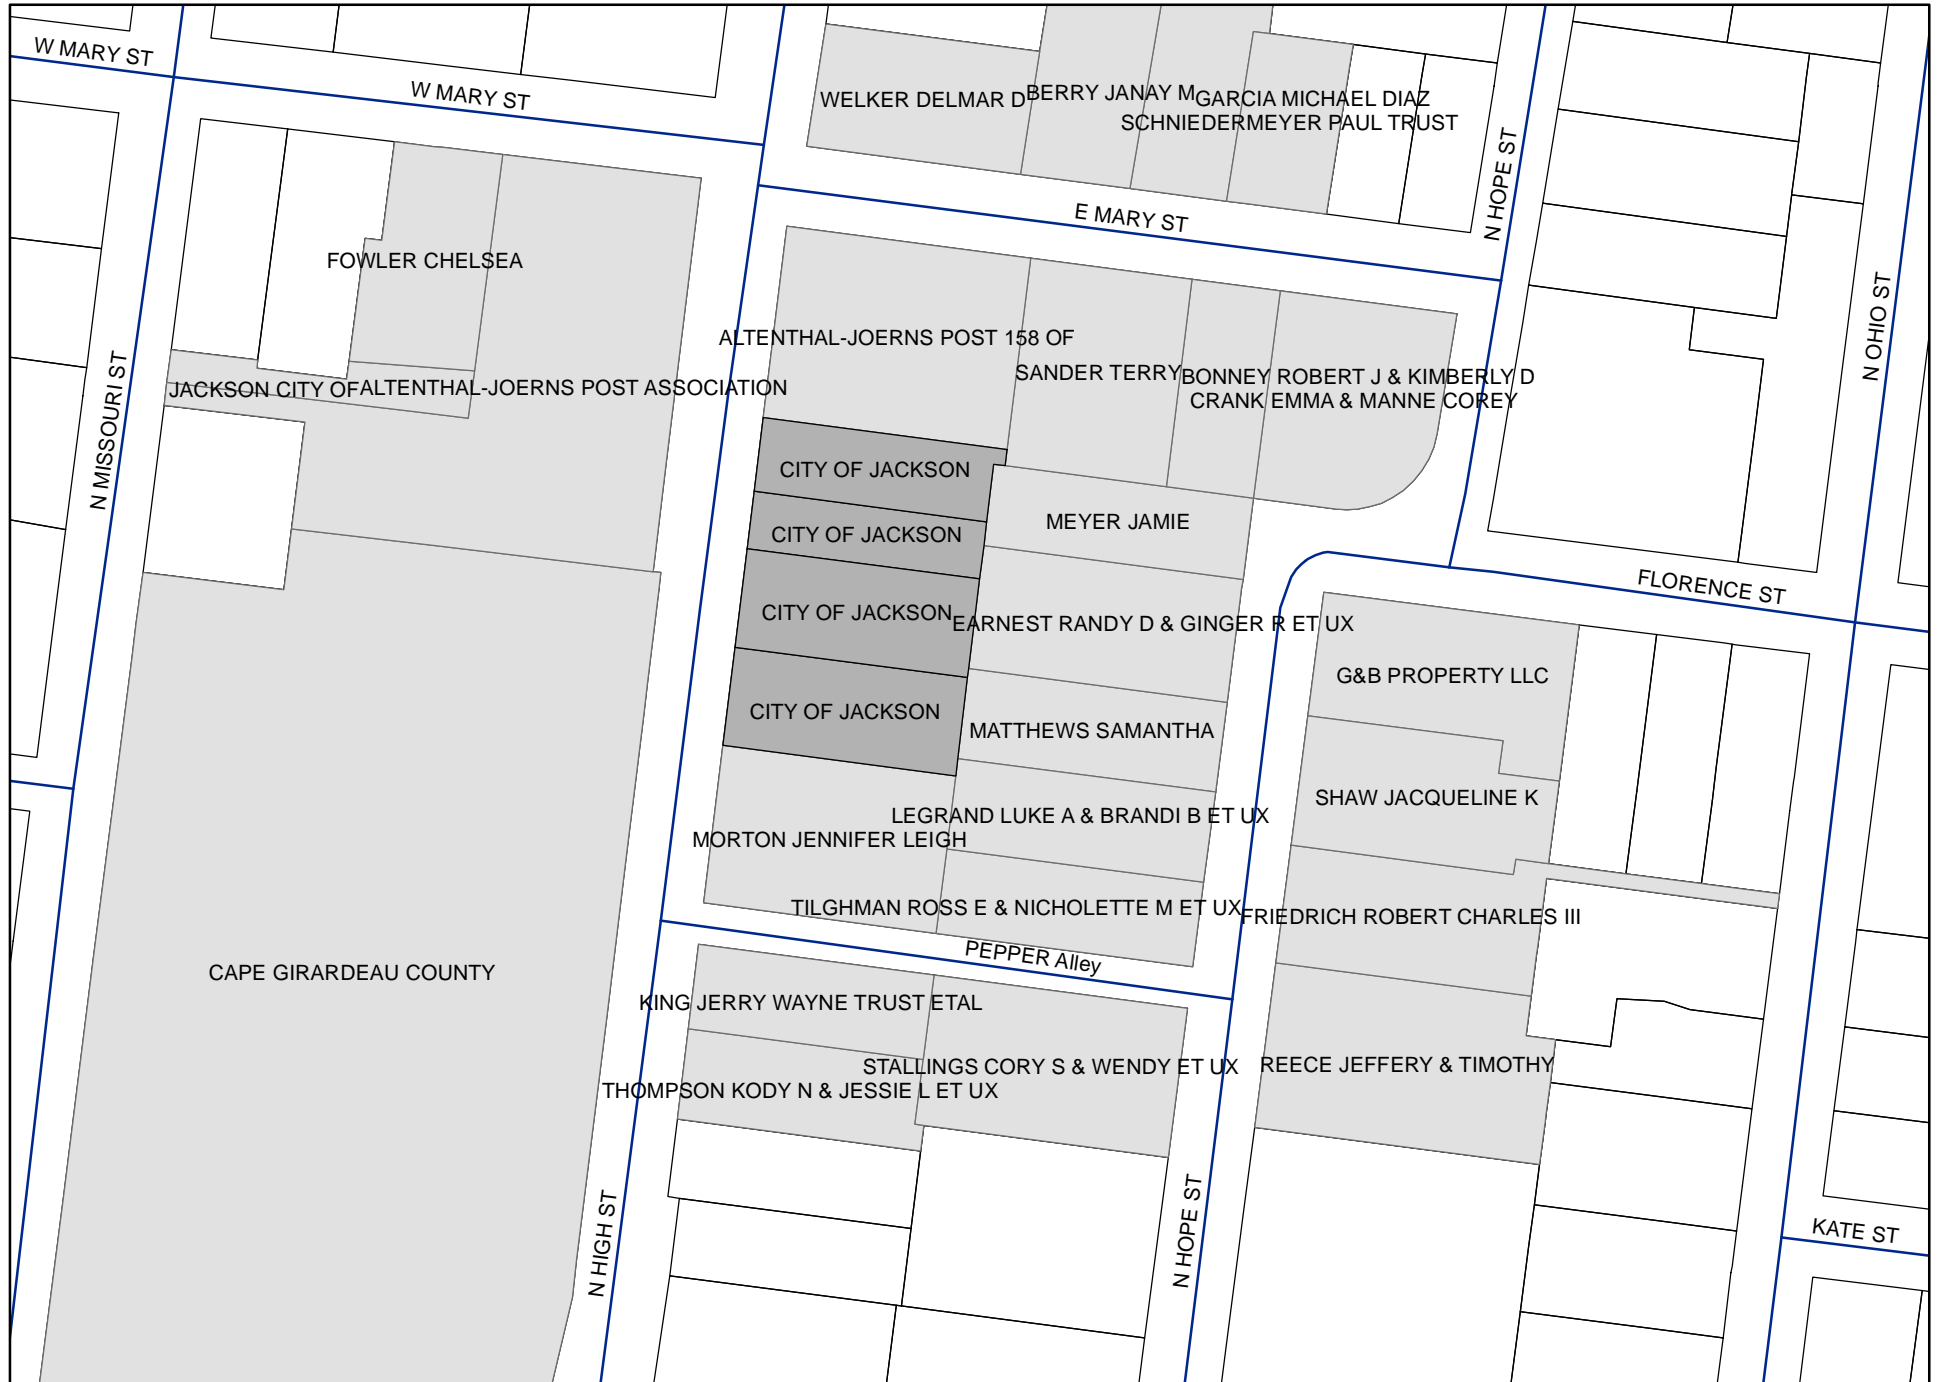 W MARY ST
W MARY ST
WELKER DELMAR D
BERRY JANAY M
GARCIA MICHAEL DIAZ
SCHNIEDERMEYER PAUL TRUST
N HOPE ST
E MARY ST
FOWLER CHELSEA
N OHIO ST
ALTENTHAL-JOERNS POST 158 OF
SANDER TERRY
BONNEY ROBERT J & KIMBERLY D
CRANK EMMA & MANNE COREY
JACKSON CITY OF
ALTENTHAL-JOERNS POST ASSOCIATION
N MISSOURI ST
CITY OF JACKSON
MEYER JAMIE
CITY OF JACKSON
FLORENCE ST
CITY OF JACKSON
EARNEST RANDY D & GINGER R ET UX
G&B PROPERTY LLC
CITY OF JACKSON
MATTHEWS SAMANTHA
SHAW JACQUELINE K
LEGRAND LUKE A & BRANDI B ET UX
MORTON JENNIFER LEIGH
TILGHMAN ROSS E & NICHOLETTE M ET UX
FRIEDRICH ROBERT CHARLES III
PEPPER Alley
CAPE GIRARDEAU COUNTY
KING JERRY WAYNE TRUST ETAL
STALLINGS CORY S & WENDY ET UX
REECE JEFFERY & TIMOTHY
THOMPSON KODY N & JESSIE L ET UX
N HIGH ST
N HOPE ST
KATE ST